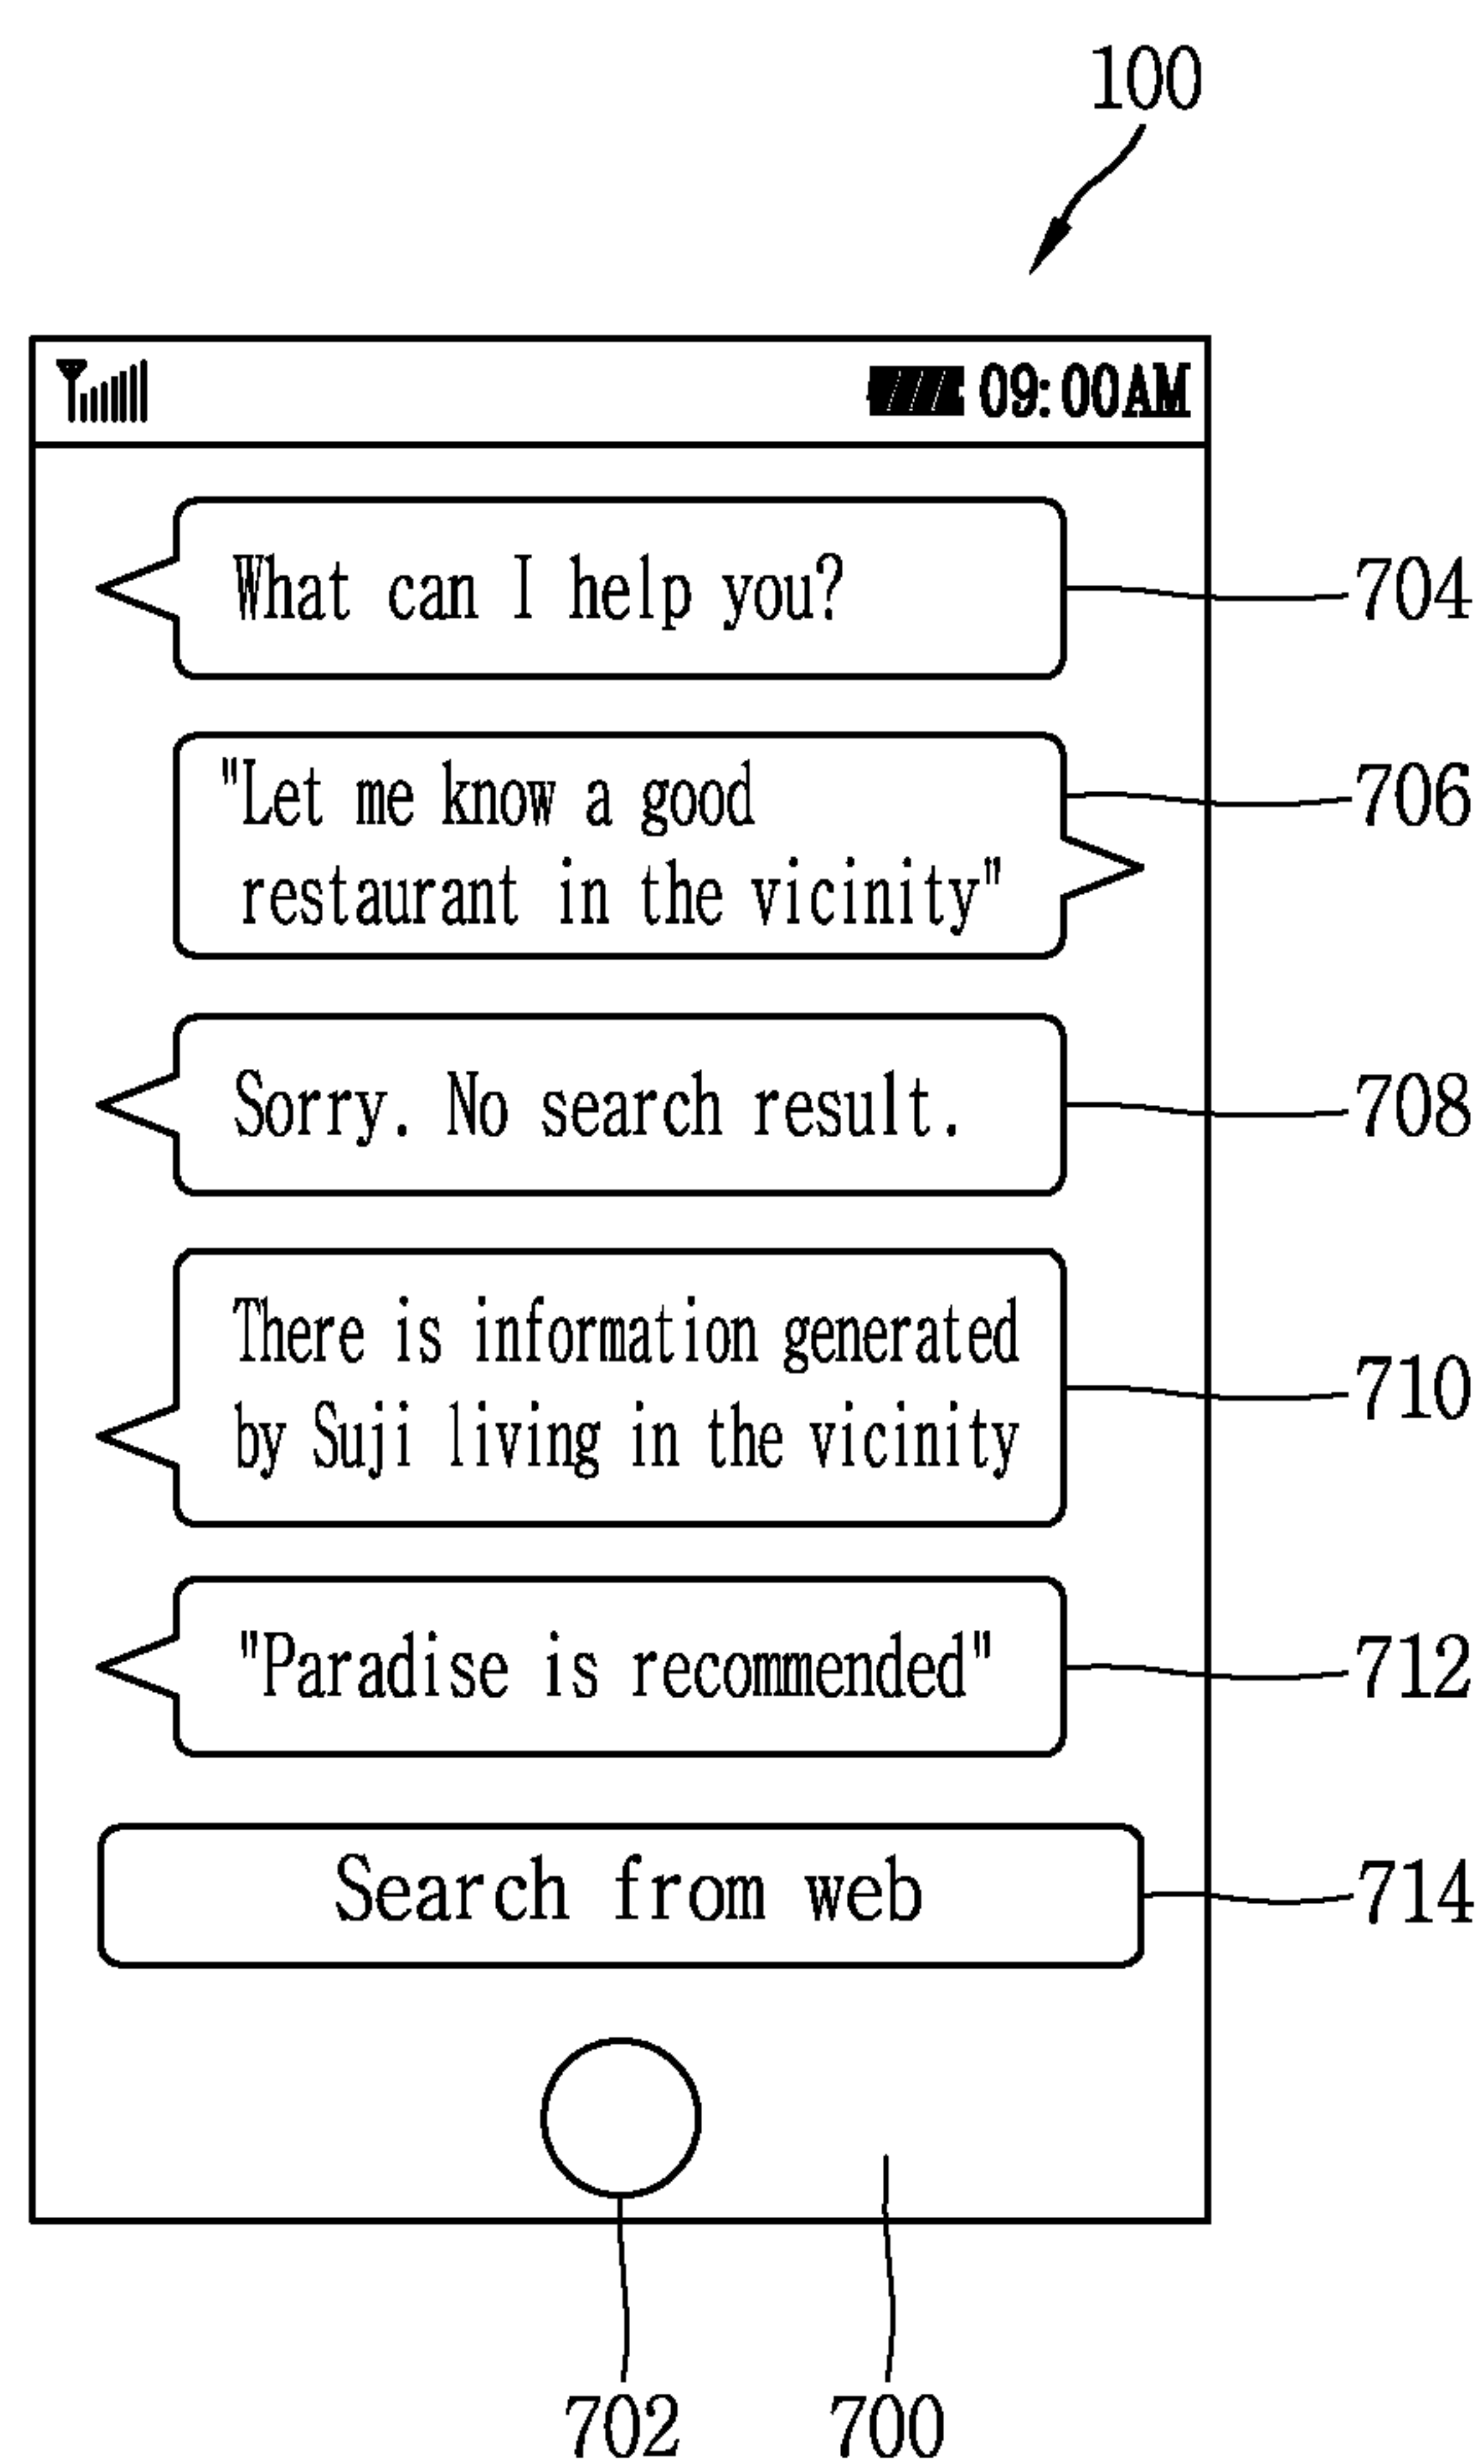 100
09:00AM
What can I help you?
704
"Let me know a good
restaurant in the vicinity"
706
Sorry. No search result.
708
There is information generated
by Suji living in the vicinity
710
"Paradise is recommended"
712
Search from web
714
702
700